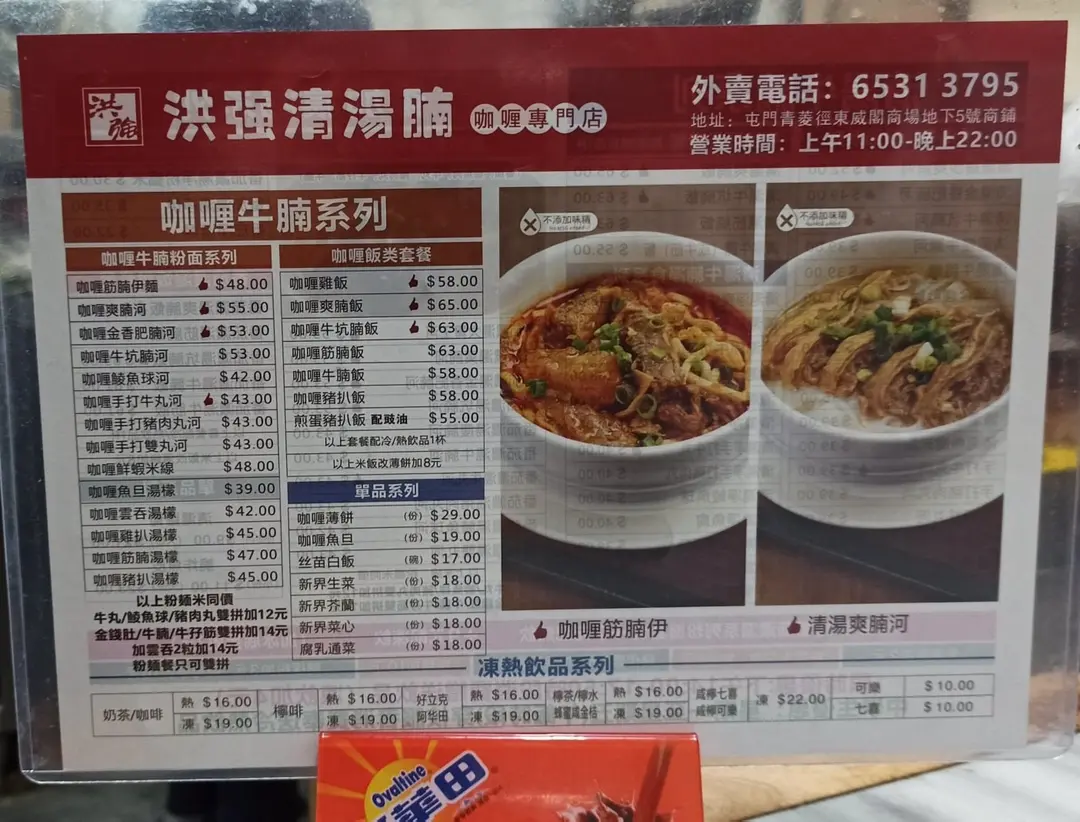 洪強
洪强清湯腩 咖喱專門店
外賣電話：6531 3795
地址：屯門青菱徑東威閣商場地下5號商鋪
營業時間：上午11:00-晚上22:00
咖喱牛腩系列
咖喱牛腩粉面系列
咖喱筋腩伊麵 $48.00
咖喱爽腩河 $55.00
咖喱金香肥腩河 $53.00
咖喱牛坑腩河 $53.00
咖喱鯪魚球河 $42.00
咖喱手打牛丸河 $43.00
咖喱手打豬肉丸河 $43.00
咖喱手打雙丸河 $43.00
咖喱鮮蝦米線 $48.00
咖喱魚旦湯檬 $39.00
咖喱雲吞湯檬 $42.00
咖喱雞扒湯檬 $45.00
咖喱筋腩湯檬 $47.00
咖喱豬扒湯檬 $45.00
以上粉麵米同價
牛丸/鯪魚球/豬肉丸雙拚加12元
金錢肚/牛腩/牛孖筋雙拚加14元
加雲吞2粒加14元
粉麵餐只可雙拚
咖喱飯类套餐
咖喱雞飯 $58.00
咖喱爽腩飯 $65.00
咖喱牛坑腩飯 $63.00
咖喱筋腩飯 $63.00
咖喱牛腩飯 $58.00
咖喱豬扒飯 $58.00
煎蛋豬扒飯 配豉油 $55.00
以上套餐配冷/熱飲品1杯
以上米飯改薄餅加8元
單品系列
咖喱薄餅 (份) $29.00
咖喱魚旦 (份) $19.00
丝苗白飯 (碗) $17.00
新界生菜 (份) $18.00
新界芥蘭 (份) $18.00
新界菜心 (份) $18.00
腐乳通菜 (份) $18.00
不添加味精
不添加味精
咖喱筋腩伊
清湯爽腩河
凍熱飲品系列
奶茶/咖啡 熱 $16.00 凍 $19.00
檸啡 熱 $16.00 凍 $19.00
好立克 阿华田 熱 $16.00 凍 $19.00
檸茶/檸水 蜂蜜咸金桔 熱 $16.00 凍 $19.00
咸檸七喜 咸檸可樂 凍 $22.00
可樂 $10.00
七喜 $10.00
Ovaltine
華田